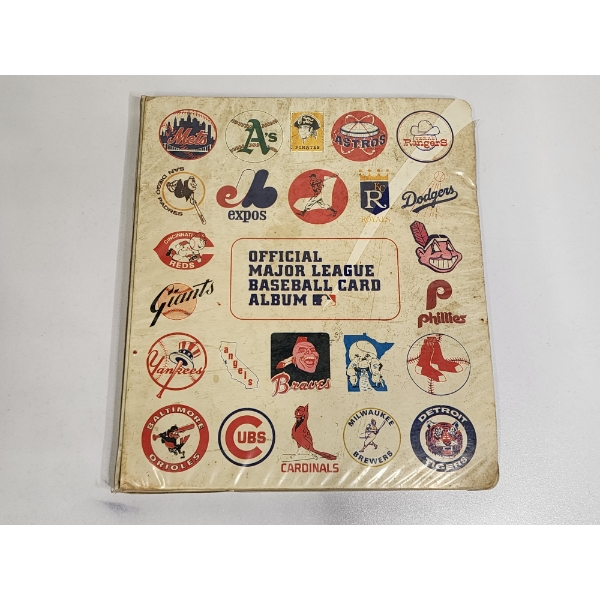 Mets
A's
PIRATES
ASTROS
TEXAS
RangerS
SAN DIEGO
PADRES
expos
KC
R
ROYALS
Dodgers
CINCINNATI
REDS
OFFICIAL
MAJOR LEAGUE
BASEBALL CARD
ALBUM
Giants
Phillies
Yankees
angels
Braves
BALTIMORE
ORIOLES
CUBS
CARDINALS
MILWAUKEE
BREWERS
DETROIT
TIGERS